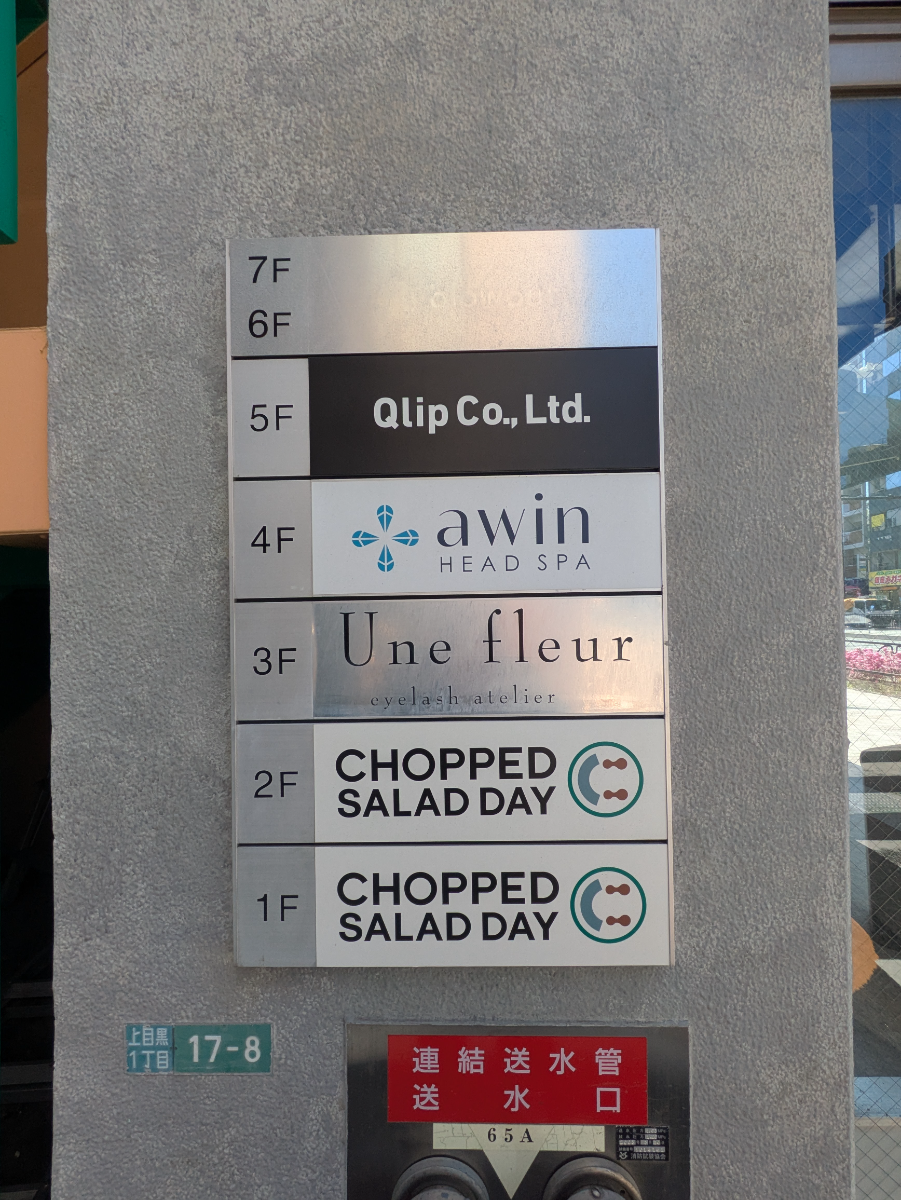 7F
6F
5F
Qlip Co., Ltd.
4F
awin
HEAD SPA
3F
Une fleur
eyelash atelier
2F
CHOPPED
SALAD DAY
1F
CHOPPED
SALAD DAY
上目黒
1丁目
17-8
連結送水管
送水口
65A